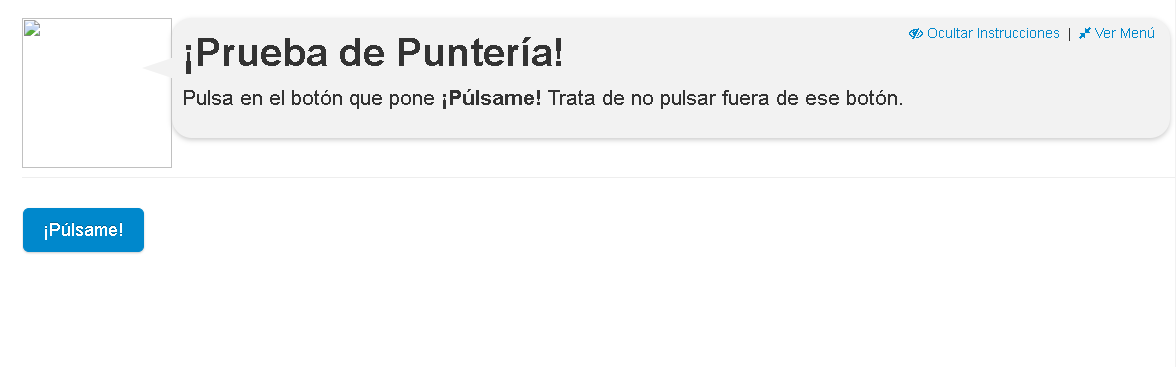 Ocultar Instrucciones | Ver Menú
¡Prueba de Puntería!
Pulsa en el botón que pone ¡Púlsame! Trata de no pulsar fuera de ese botón.
¡Púlsame!